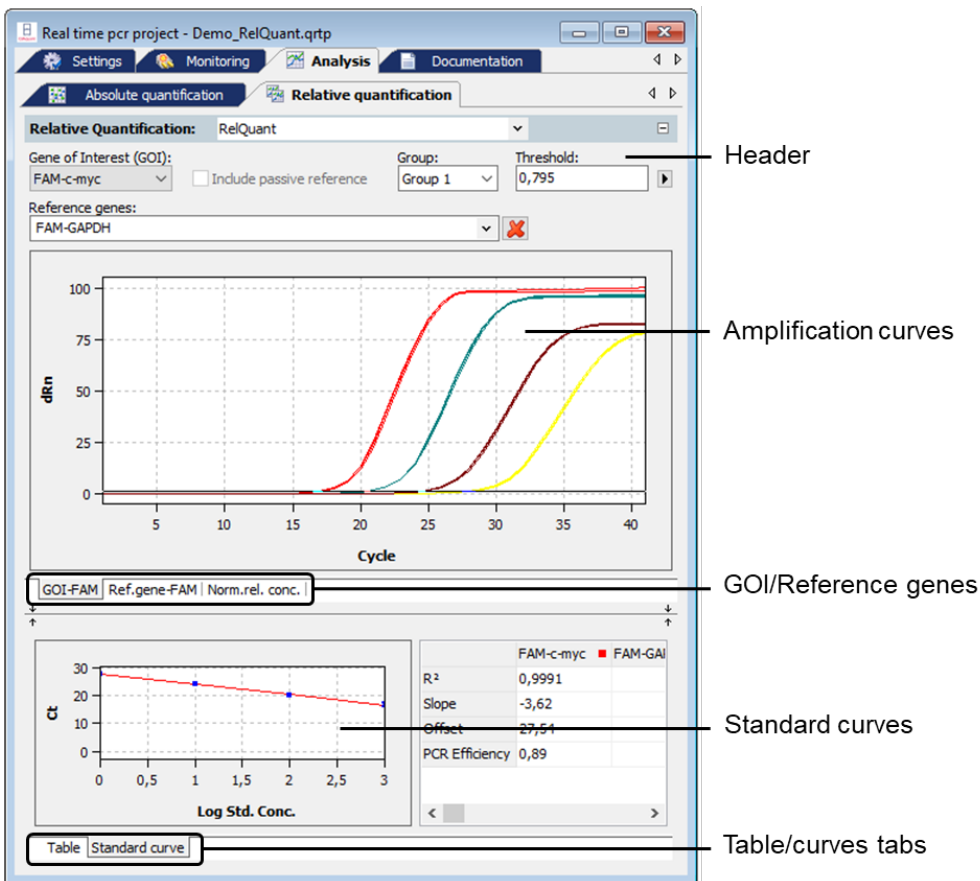 Real time pcr project - Demo_RelQuant.qrtp
Settings Monitoring Analysis Documentation
Absolute quantification Relative quantification
Relative Quantification: RelQuant
Header
Gene of Interest (GOI): Group: Threshold:
FAM-c-myc Include passive reference Group 1 0,795
Reference genes:
FAM-GAPDH
Amplification curves
dRn
100
75
50
25
0
5 10 15 20 25 30 35 40
Cycle
GOI-FAM Ref.gene-FAM Norm.rel. conc.
GOI/Reference genes
Ct
30
20
10
0
0 0,5 1 1,5 2 2,5 3
Log Std. Conc.
FAM-c-myc FAM-GAI
R² 0,9991
Slope -3,62
Offset 27,54
PCR Efficiency 0,89
Standard curves
Table Standard curve
Table/curves tabs